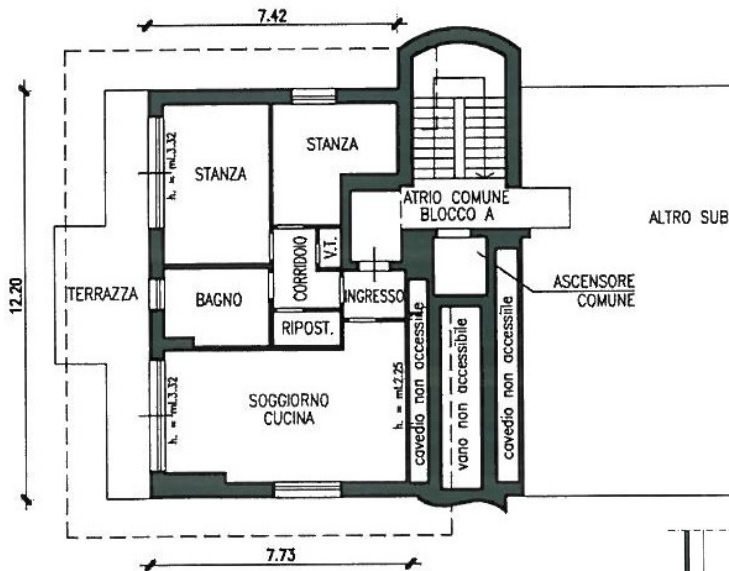 7.42
STANZA
STANZA
h. = ml.3.32
ATRIO COMUNE
BLOCCO A
ALTRO SUB
12.20
TERRAZZA
BAGNO
CORRIDOIO
V.T.
INGRESSO
ASCENSORE
COMUNE
RIPOST.
SOGGIORNO
CUCINA
h. = ml.3.32
h. = ml.2.25
cavedio non accessiile
vano non accessibile
cavedio non accessiile
7.73